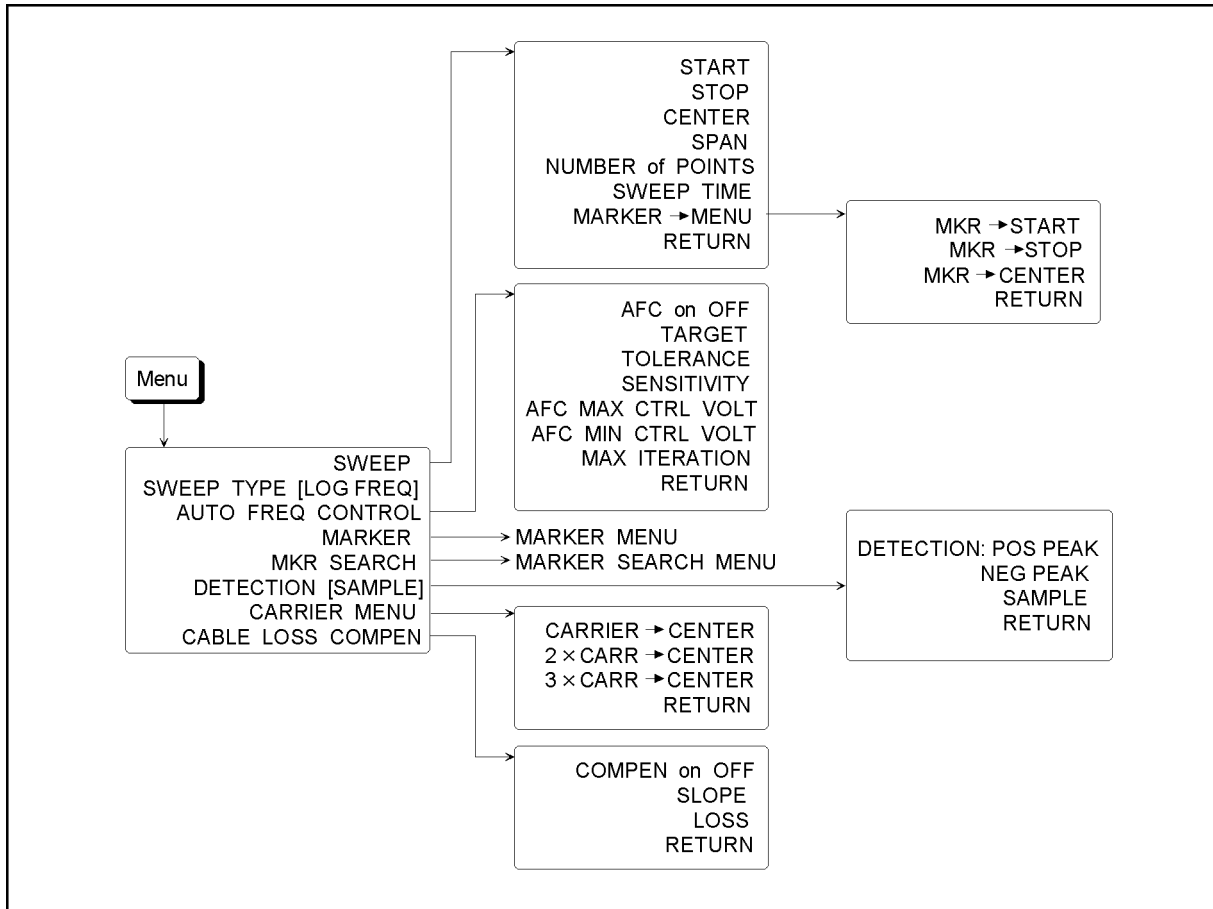 Menu
SWEEP
SWEEP TYPE [LOG FREQ]
AUTO FREQ CONTROL
MARKER
MKR SEARCH
DETECTION [SAMPLE]
CARRIER MENU
CABLE LOSS COMPEN
START
STOP
CENTER
SPAN
NUMBER of POINTS
SWEEP TIME
MARKER → MENU
RETURN
MKR → START
MKR → STOP
MKR → CENTER
RETURN
AFC on OFF
TARGET
TOLERANCE
SENSITIVITY
AFC MAX CTRL VOLT
AFC MIN CTRL VOLT
MAX ITERATION
RETURN
MARKER MENU
MARKER SEARCH MENU
DETECTION: POS PEAK
NEG PEAK
SAMPLE
RETURN
CARRIER → CENTER
2 × CARR → CENTER
3 × CARR → CENTER
RETURN
COMPEN on OFF
SLOPE
LOSS
RETURN